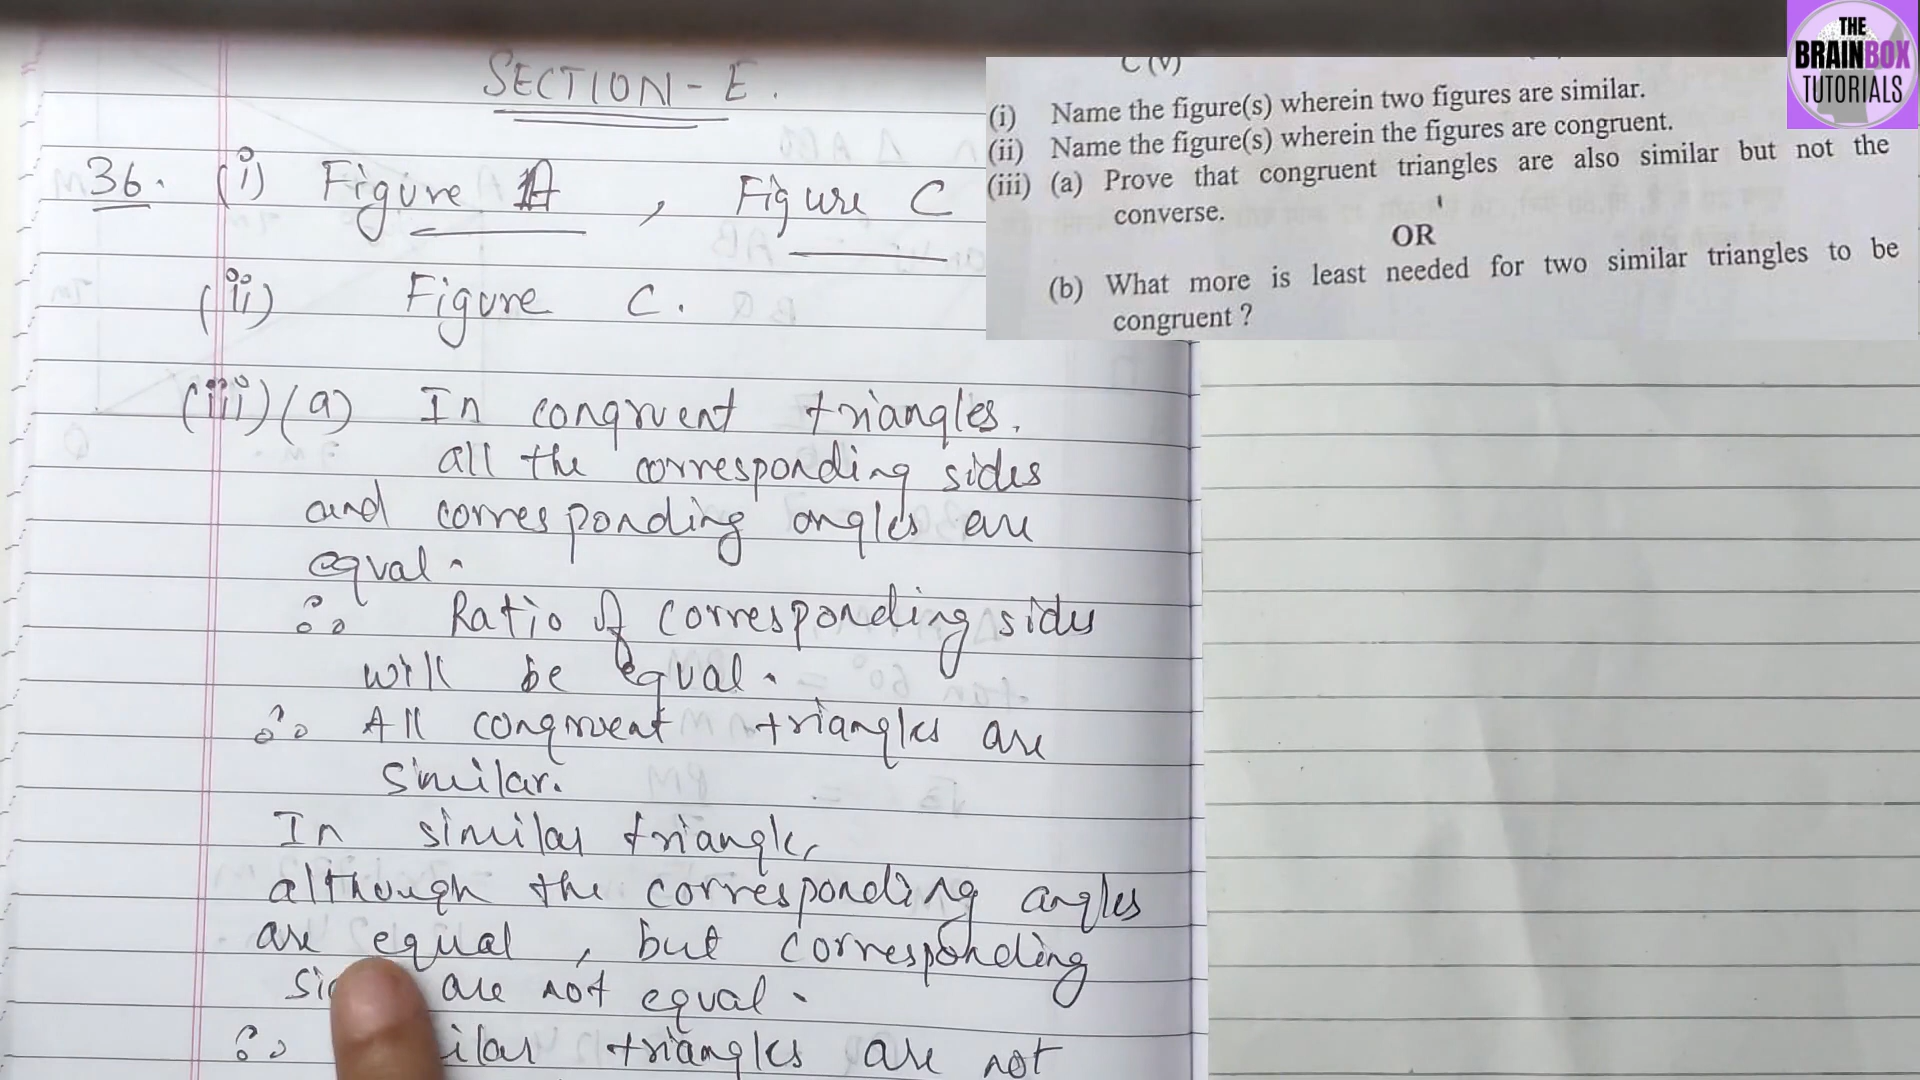 SECTION-E.
36. (i) Figure A, Figure C
(ii) Figure C.
(iii)(a) In congruent triangles.
all the corresponding sides
and corresponding angles are
equal.
∴ Ratio of corresponding sides
will be equal.
∴ All congruent triangles are
similar.
In similar triangle,
although the corresponding angles
are equal, but corresponding
are not equal.
∴ triangles are not
C (V)
(i) Name the figure(s) wherein two figures are similar.
(ii) Name the figure(s) wherein the figures are congruent.
(iii) (a) Prove that congruent triangles are also similar but not the
converse.
OR
(b) What more is least needed for two similar triangles to be
congruent ?
THE
BRAINBOX
TUTORIALS